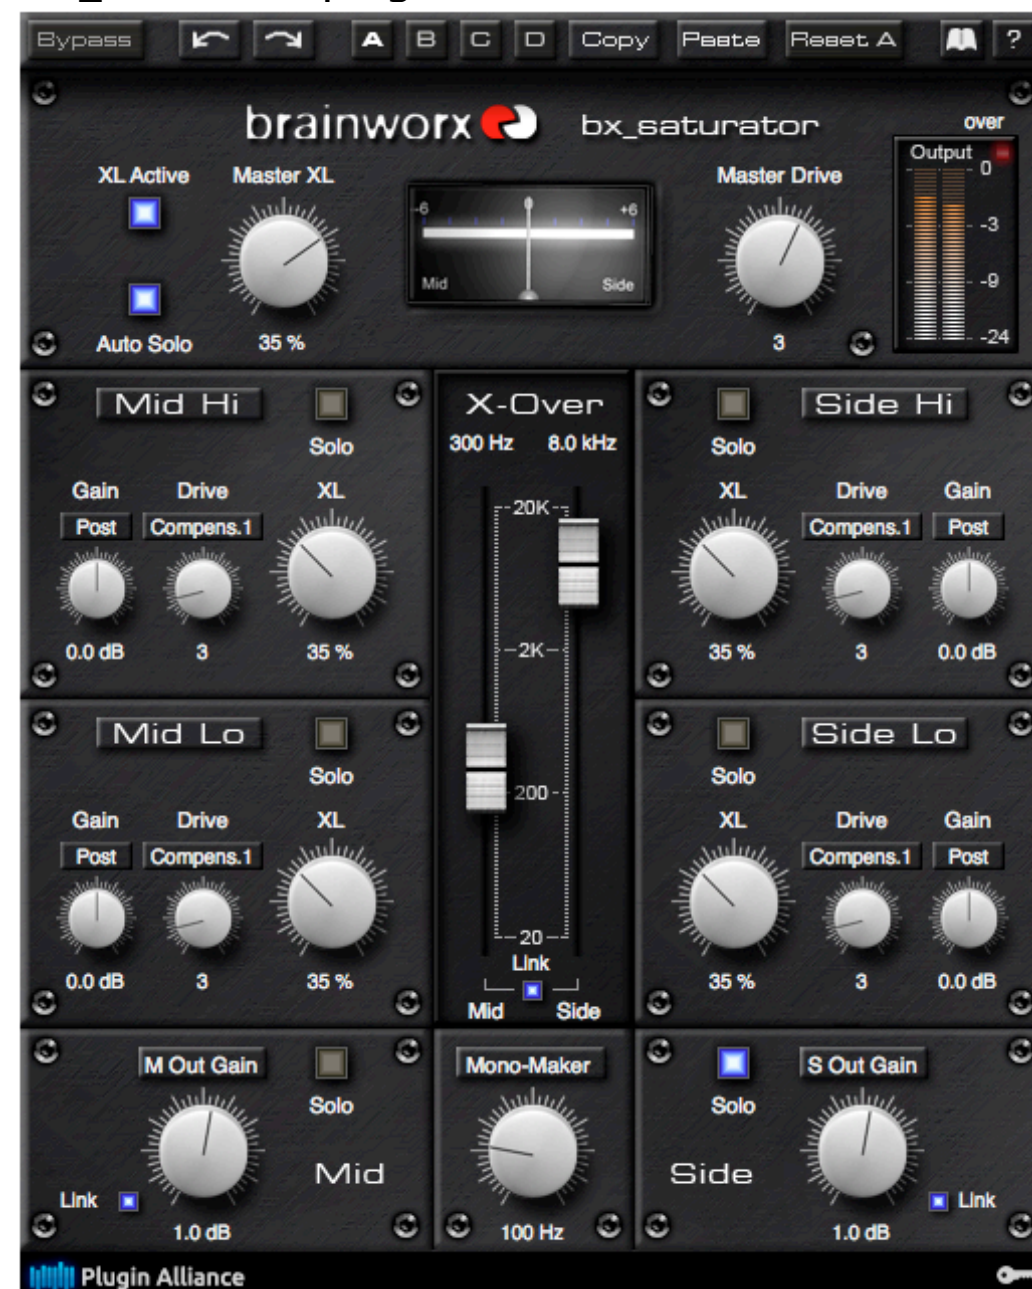 Bypass A B C D Copy Paste Reset A ?
brainworx bx_saturator over
XL Active Master XL Master Drive Output 0
-6 0 +6
-3
Mid Side
-9
Auto Solo 35 % 3 -24
Mid Hi
Solo
Gain Drive XL
Post Compens.1
0.0 dB 3 35 %
X-Over
300 Hz 8.0 kHz
20K
2K
200
20
Link
Mid Side
Side Hi
Solo
XL Drive Gain
Compens.1 Post
35 % 3 0.0 dB
Mid Lo
Solo
Gain Drive XL
Post Compens.1
0.0 dB 3 35 %
Side Lo
Solo
XL Drive Gain
Compens.1 Post
35 % 3 0.0 dB
M Out Gain
Solo
Mid
Link
1.0 dB
Mono-Maker
100 Hz
S Out Gain
Solo
Side
Link
1.0 dB
Plugin Alliance